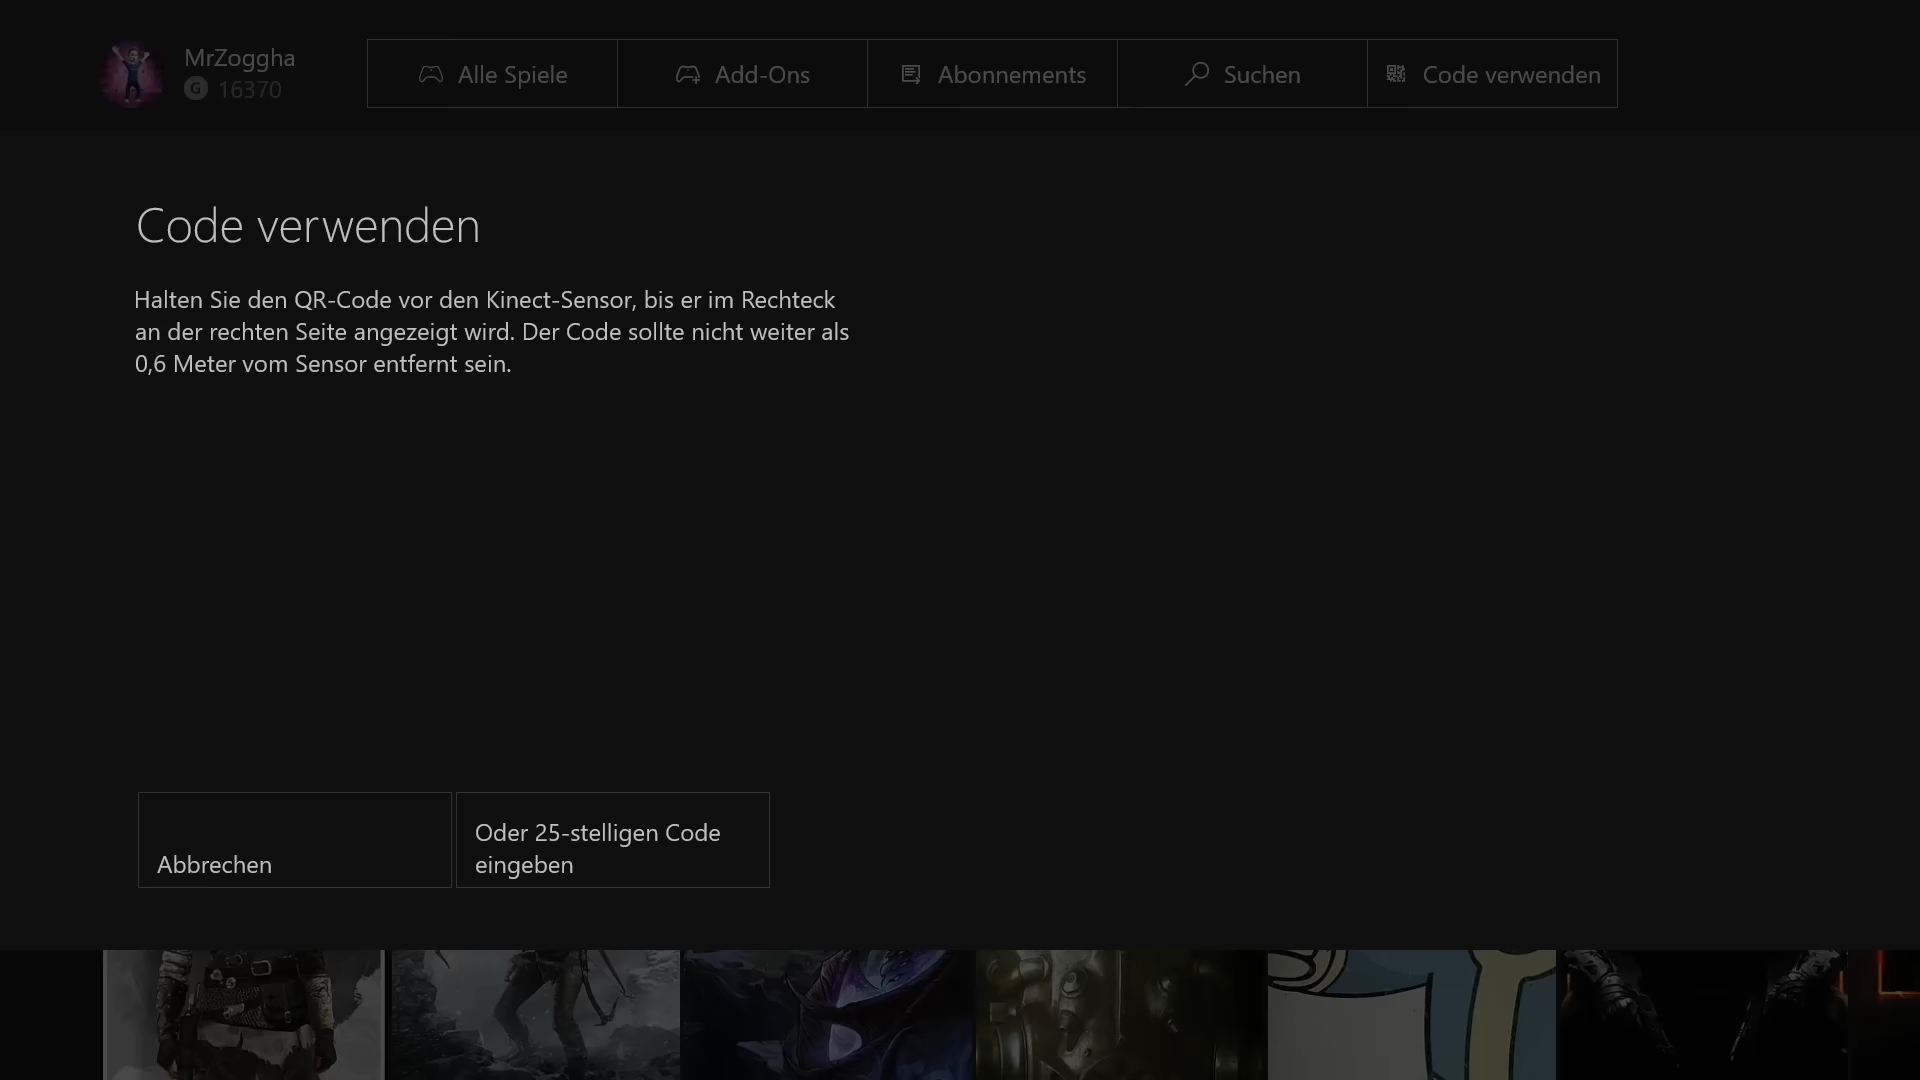 MrZoggha
G 16370
Alle Spiele
Add-Ons
Abonnements
Suchen
Code verwenden
Code verwenden
Halten Sie den QR-Code vor den Kinect-Sensor, bis er im Rechteck
an der rechten Seite angezeigt wird. Der Code sollte nicht weiter als
0,6 Meter vom Sensor entfernt sein.
Abbrechen
Oder 25-stelligen Code
eingeben